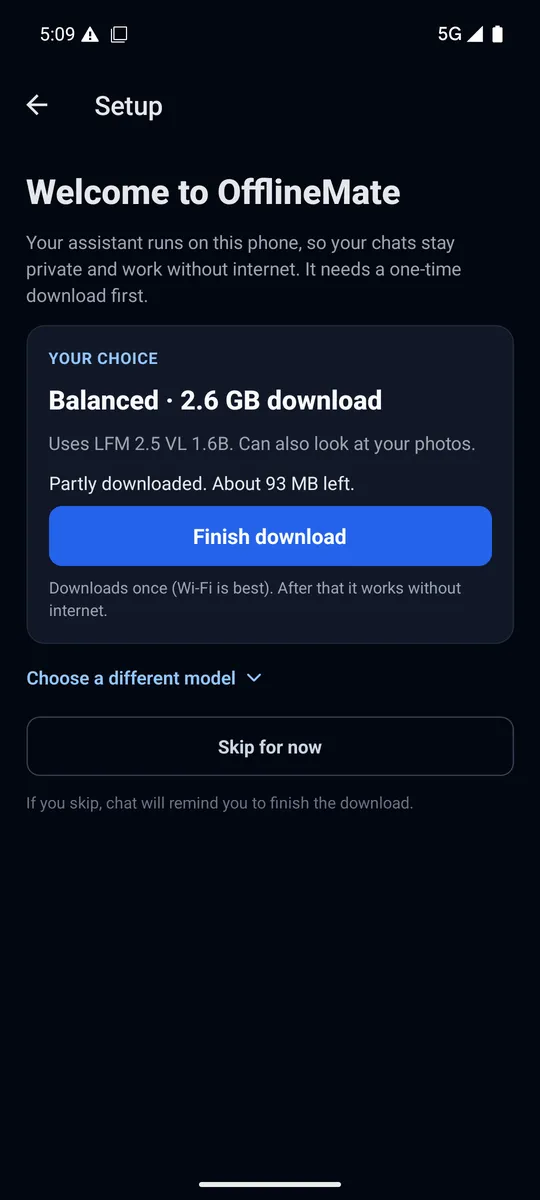 5:09
5G
Setup
Welcome to OfflineMate
Your assistant runs on this phone, so your chats stay
private and work without internet. It needs a one-time
download first.
YOUR CHOICE
Balanced · 2.6 GB download
Uses LFM 2.5 VL 1.6B. Can also look at your photos.
Partly downloaded. About 93 MB left.
Finish download
Downloads once (Wi-Fi is best). After that it works without
internet.
Choose a different model
Skip for now
If you skip, chat will remind you to finish the download.